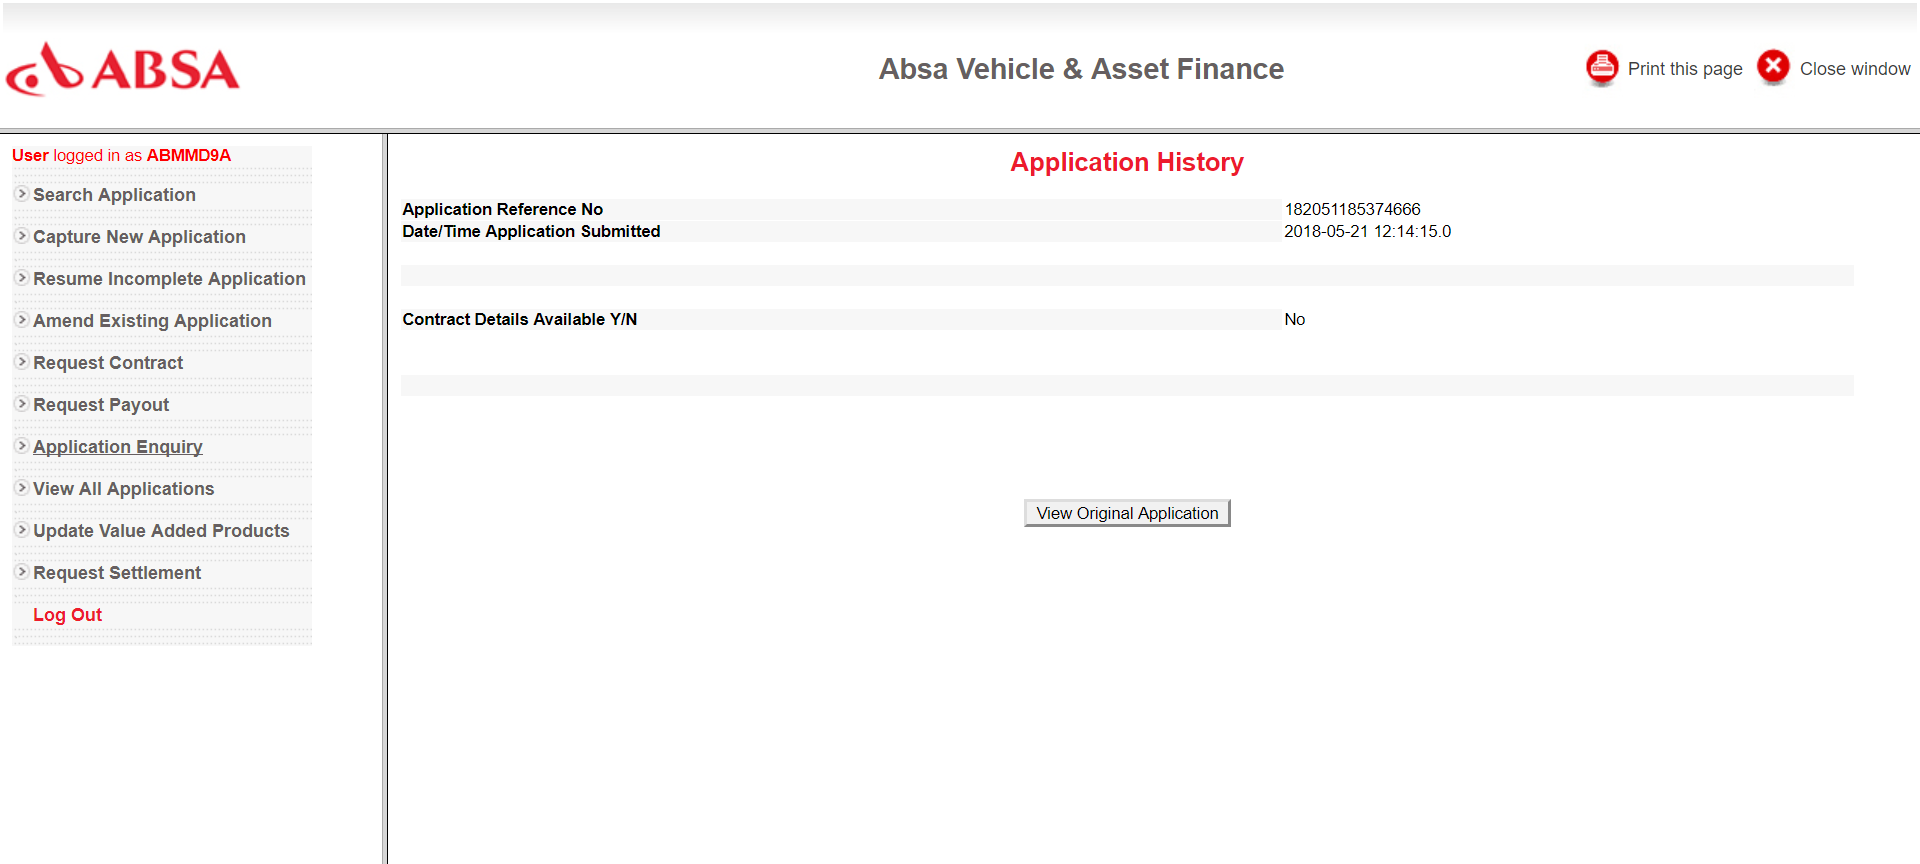 ABSA
Absa Vehicle & Asset Finance
Print this page
Close window
User logged in as ABMMD9A
Search Application
Capture New Application
Resume Incomplete Application
Amend Existing Application
Request Contract
Request Payout
Application Enquiry
View All Applications
Update Value Added Products
Request Settlement
Log Out
Application History
Application Reference No 182051185374666
Date/Time Application Submitted 2018-05-21 12:14:15.0
Contract Details Available Y/N No
View Original Application